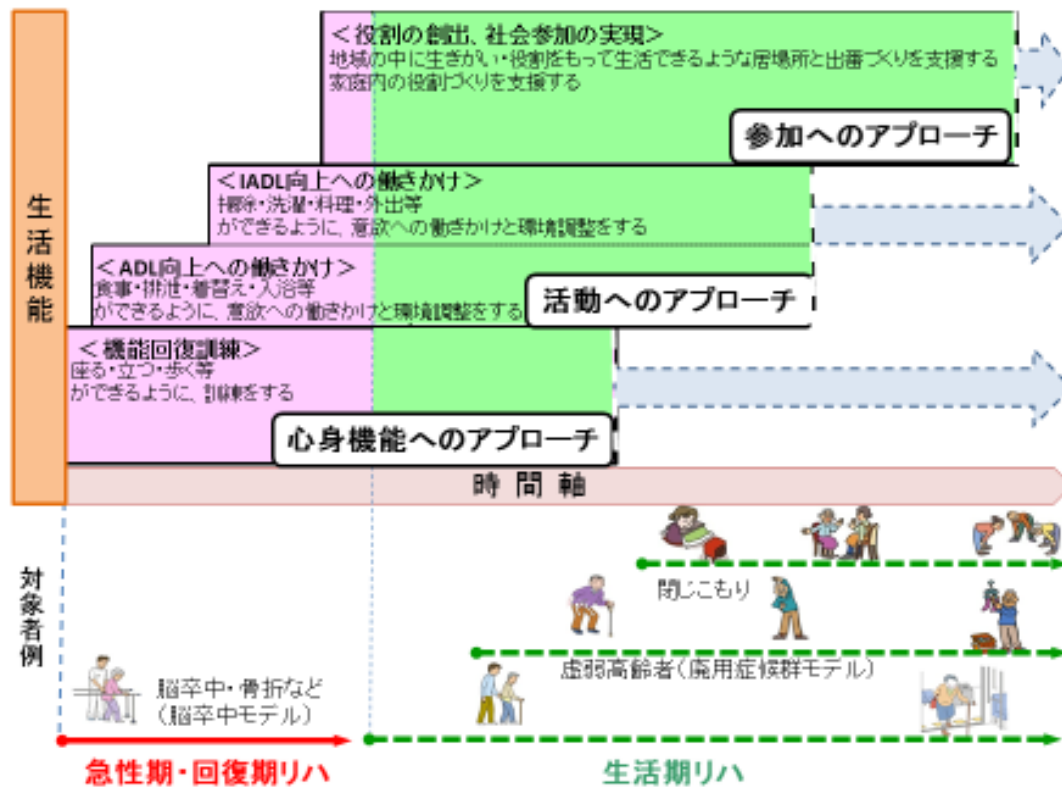 <役割の創出、社会参加の実現>
地域の中に生きがい・役割をもって生活できるような居場所と出番づくりを支援する
家庭内の役割づくりを支援する
参加へのアプローチ
<IADL向上への働きかけ>
掃除・洗濯・料理・外出等
ができるように、意欲への働きかけと環境調整をする
<ADL向上への働きかけ>
食事・排泄・着替え・入浴等
ができるように、意欲への働きかけと環境調整をする
活動へのアプローチ
<機能回復訓練>
座る・立つ・歩く等
ができるように、訓練をする
心身機能へのアプローチ
生活機能
時間軸
対象者例
閉じこもり
虚弱高齢者(廃用症候群モデル)
脳卒中・骨折など
(脳卒中モデル)
急性期・回復期リハ
生活期リハ